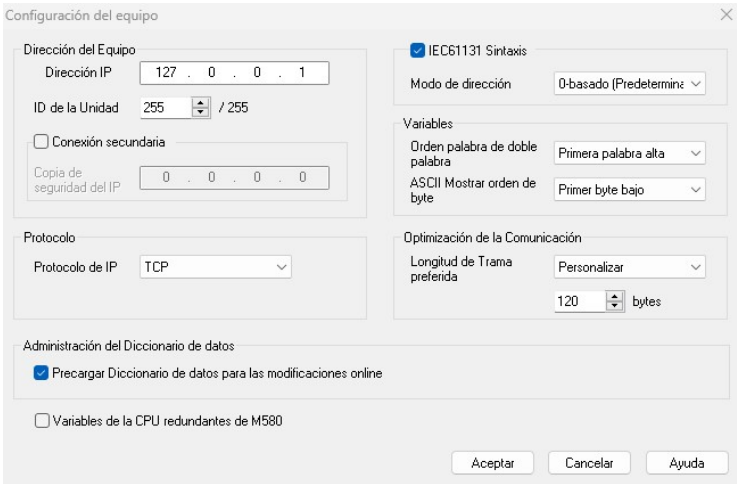 Configuración del equipo
Dirección del Equipo
Dirección IP
127 . 0 . 0 . 1
ID de la Unidad
255
/ 255
Conexión secundaria
Copia de
seguridad del IP
0 . 0 . 0 . 0
IEC61131 Sintaxis
Modo de dirección
0-basado (Predetermina
Variables
Orden palabra de doble
palabra
Primera palabra alta
ASCII Mostrar orden de
byte
Primer byte bajo
Protocolo
Protocolo de IP
TCP
Optimización de la Comunicación
Longitud de Trama
preferida
Personalizar
120
bytes
Administración del Diccionario de datos
Precargar Diccionario de datos para las modificaciones online
Variables de la CPU redundantes de M580
Aceptar
Cancelar
Ayuda